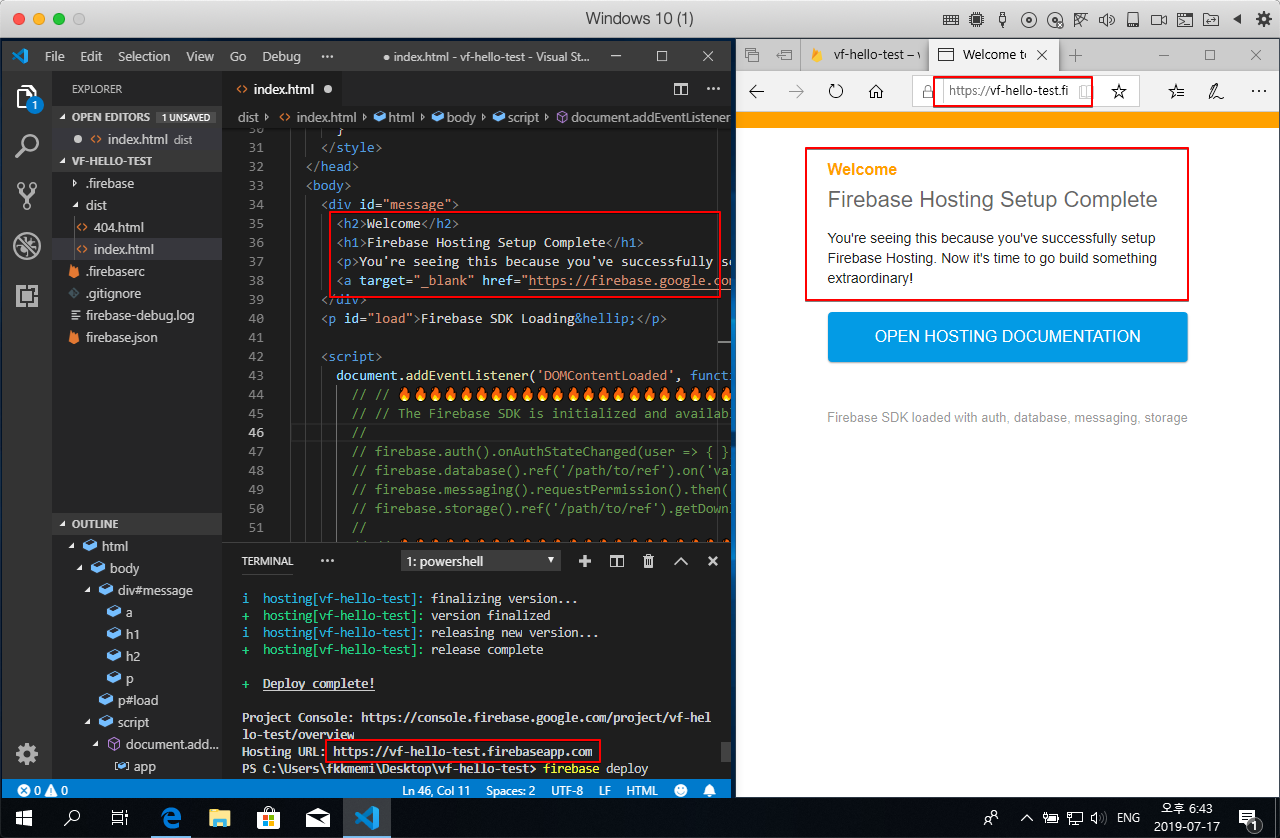 Windows 10 (1)
File Edit Selection View Go Debug ··· ● index.html - vf-hello-test - Visual St...
vf-hello-test – Welcome to
https://vf-hello-test.fi
EXPLORER
OPEN EDITORS 1 UNSAVED
index.html dist
VF-HELLO-TEST
.firebase
dist
404.html
index.html
.firebaserc
.gitignore
firebase-debug.log
firebase.json
OUTLINE
html
body
div#message
a
h1
h2
p
p#load
script
document.add...
app
1
index.html
dist index.html html body script document.addEventListener
30 }
31 </style>
32 </head>
33 <body>
34 <div id="message">
35 <h2>Welcome</h2>
36 <h1>Firebase Hosting Setup Complete</h1>
37 <p>You're seeing this because you've successfully se
38 <a target="_blank" href="https://firebase.google.com
39 </div>
40 <p id="load">Firebase SDK Loading&hellip;</p>
41
42 <script>
43 document.addEventListener('DOMContentLoaded', functi
44 // // 🔥🔥🔥🔥🔥🔥🔥🔥🔥🔥🔥🔥🔥🔥🔥🔥🔥🔥🔥🔥🔥🔥
45 // // The Firebase SDK is initialized and availab
46 //
47 // firebase.auth().onAuthStateChanged(user => { }
48 // firebase.database().ref('/path/to/ref').on('val
49 // firebase.messaging().requestPermission().then(
50 // firebase.storage().ref('/path/to/ref').getDownl
51 //
TERMINAL ··· 1: powershell
i hosting[vf-hello-test]: finalizing version...
+ hosting[vf-hello-test]: version finalized
i hosting[vf-hello-test]: releasing new version...
+ hosting[vf-hello-test]: release complete
+ Deploy complete!
Project Console: https://console.firebase.google.com/project/vf-hel
lo-test/overview
Hosting URL: https://vf-hello-test.firebaseapp.com
PS C:\Users\fkkmemi\Desktop\vf-hello-test> firebase deploy
0 0 Ln 46, Col 11 Spaces: 2 UTF-8 LF HTML
Welcome
Firebase Hosting Setup Complete
You're seeing this because you've successfully setup
Firebase Hosting. Now it's time to go build something
extraordinary!
OPEN HOSTING DOCUMENTATION
Firebase SDK loaded with auth, database, messaging, storage
ENG
오후 6:43
2019-07-17
1